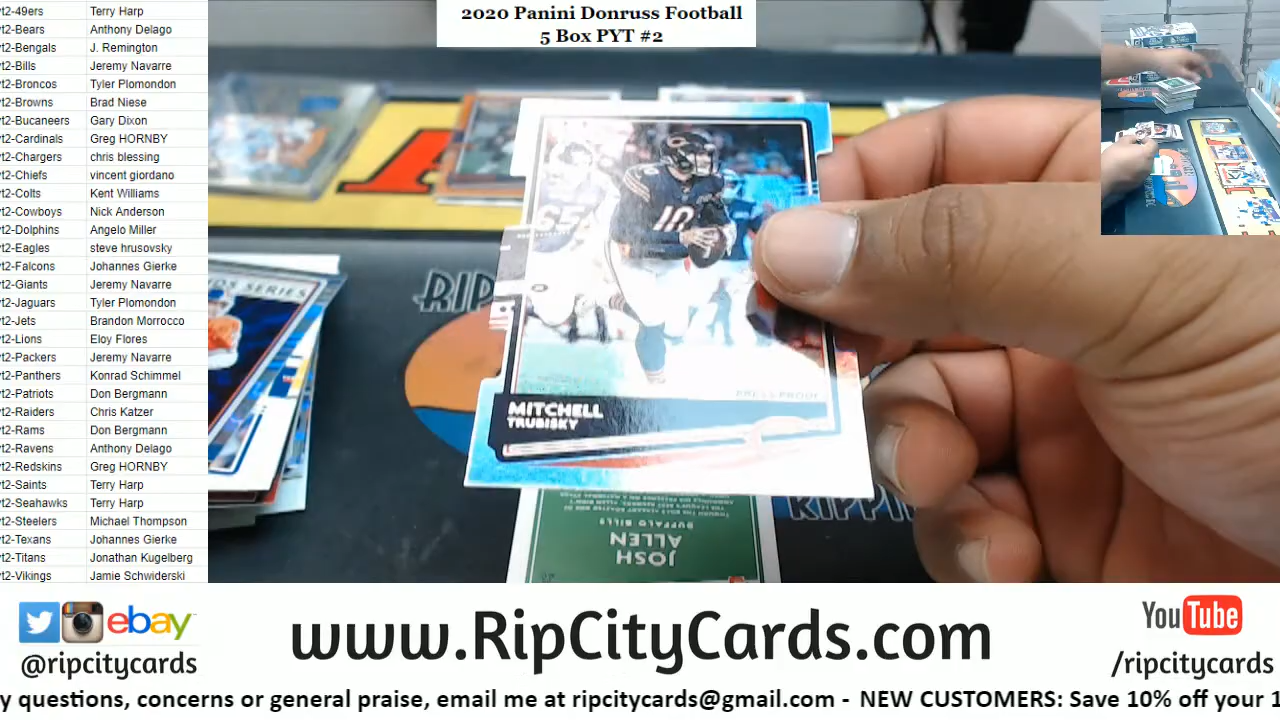 2020 Panini Donruss Football
5 Box PYT #2
t2-49ers Terry Harp
t2-Bears Anthony Delago
t2-Bengals J. Remington
t2-Bills Jeremy Navarre
t2-Broncos Tyler Plomondon
t2-Browns Brad Niese
t2-Bucaneers Gary Dixon
t2-Cardinals Greg HORNBY
t2-Chargers chris blessing
t2-Chiefs vincent giordano
t2-Colts Kent Williams
t2-Cowboys Nick Anderson
t2-Dolphins Angelo Miller
t2-Eagles steve hrusovsky
t2-Falcons Johannes Gierke
t2-Giants Jeremy Navarre
t2-Jaguars Tyler Plomondon
t2-Jets Brandon Morrocco
t2-Lions Eloy Flores
t2-Packers Jeremy Navarre
t2-Panthers Konrad Schimmel
t2-Patriots Don Bergmann
t2-Raiders Chris Katzer
t2-Rams Don Bergmann
t2-Ravens Anthony Delago
t2-Redskins Greg HORNBY
t2-Saints Terry Harp
t2-Seahawks Terry Harp
t2-Steelers Michael Thompson
t2-Texans Johannes Gierke
t2-Titans Jonathan Kugelberg
t2-Vikings Jamie Schwiderski
SERIES
RIP
10
65
PRESS PROOF
MITCHELL
TRUBISKY
RIPPI
BUFFALO BILLS
ALLEN
JOSH
ebay
@ripcitycards
www.RipCityCards.com
YouTube
/ripcitycards
y questions, concerns or general praise, email me at ripcitycards@gmail.com - NEW CUSTOMERS: Save 10% off your 1